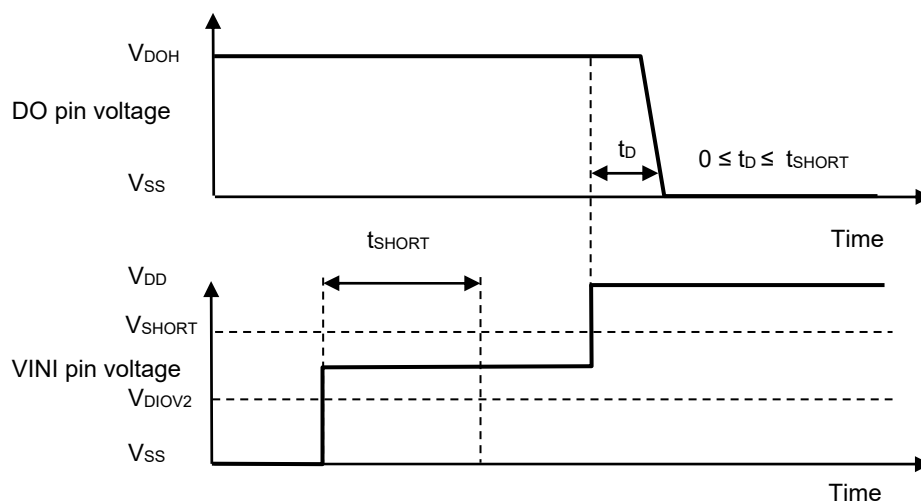 VDOH
DO pin voltage
tD
0 ≤ tD ≤ tSHORT
VSS
Time
tSHORT
VDD
VSHORT
VINI pin voltage
VDIOV2
VSS
Time